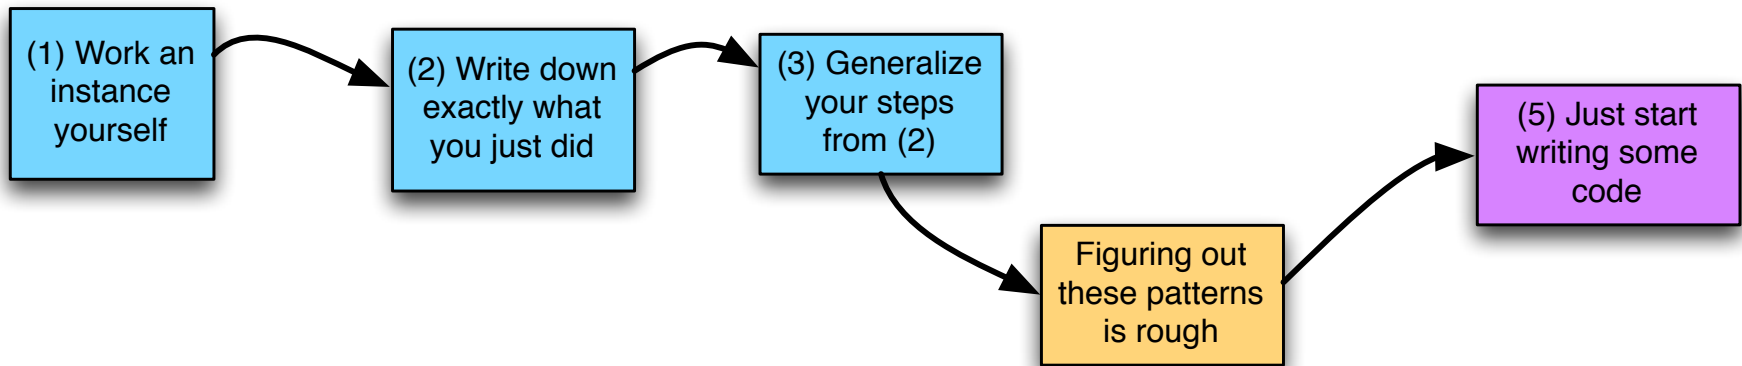 (1) Work an
instance
yourself
(2) Write down
exactly what
you just did
(3) Generalize
your steps
from (2)
Figuring out
these patterns
is rough
(5) Just start
writing some
code